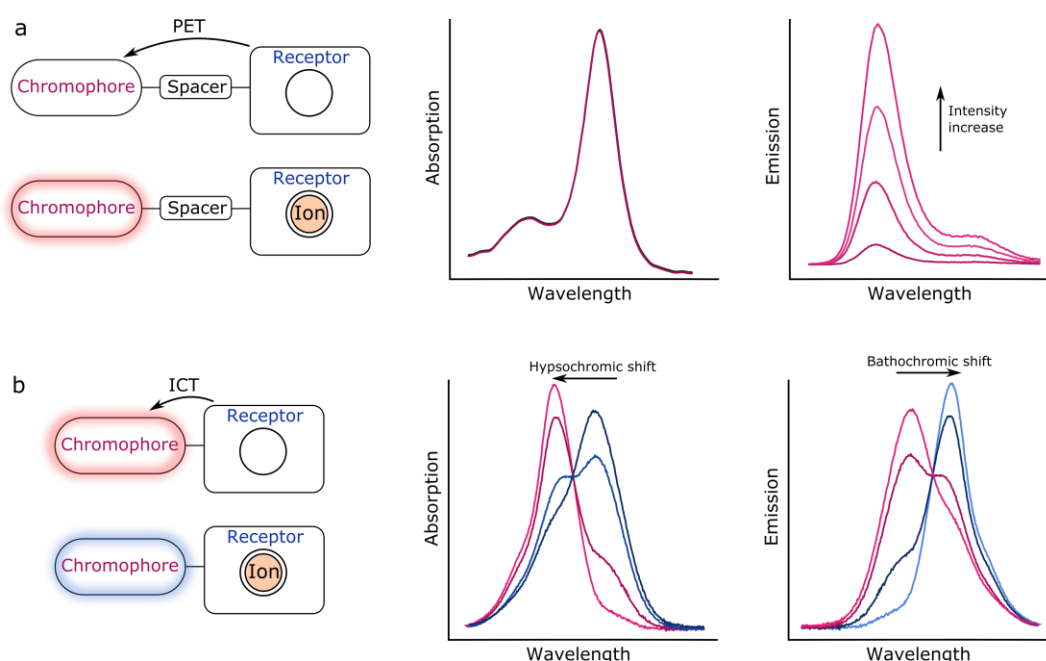 a
PET
Chromophore
Spacer
Receptor
Chromophore
Spacer
Receptor
Ion
Absorption
Wavelength
Emission
Intensity
increase
Wavelength
b
ICT
Chromophore
Receptor
Chromophore
Receptor
Ion
Hypsochromic shift
Absorption
Wavelength
Bathochromic shift
Emission
Wavelength